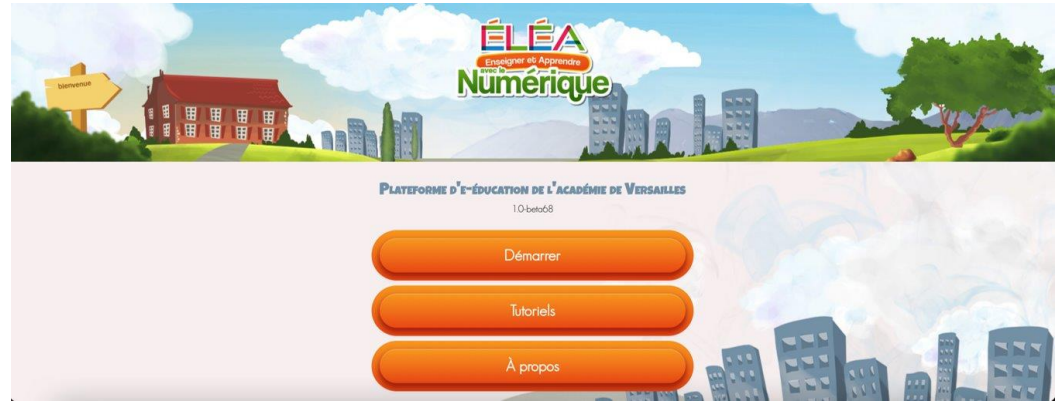 bienvenue
ÉLÉA
Enseigner et Apprendre
avec le
Numérique
Plateforme d'e-éducation de l'académie de Versailles
1.0-beta68
Démarrer
Tutoriels
À propos